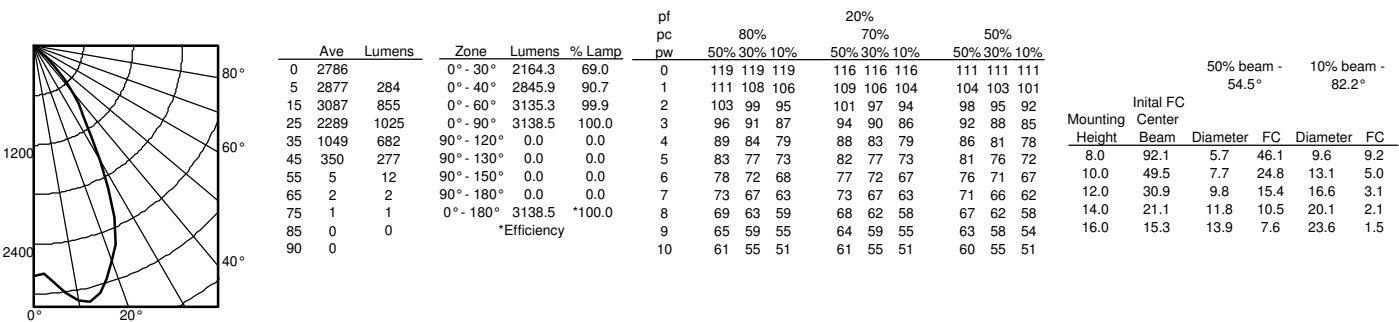 1200
2400
0° 20°
40°
60°
80°
Ave Lumens
0 2786
5 2877 284
15 3087 855
25 2289 1025
35 1049 682
45 350 277
55 5 12
65 2 2
75 1 1
85 0 0
90 0
Zone Lumens % Lamp
0° - 30° 2164.3 69.0
0° - 40° 2845.9 90.7
0° - 60° 3135.3 99.9
0° - 90° 3138.5 100.0
90° - 120° 0.0 0.0
90° - 130° 0.0 0.0
90° - 150° 0.0 0.0
90° - 180° 0.0 0.0
0° - 180° 3138.5 *100.0
*Efficiency
pf 20%
pc 80% 70% 50%
pw 50% 30% 10% 50% 30% 10% 50% 30% 10%
0 119 119 119 116 116 116 111 111 111
1 111 108 106 109 106 104 104 103 101
2 103 99 95 101 97 94 98 95 92
3 96 91 87 94 90 86 92 88 85
4 89 84 79 88 83 79 86 81 78
5 83 77 73 82 77 73 81 76 72
6 78 72 68 77 72 67 76 71 67
7 73 67 63 73 67 63 71 66 62
8 69 63 59 68 62 58 67 62 58
9 65 59 55 64 59 55 63 58 54
10 61 55 51 61 55 51 60 55 51
50% beam - 10% beam -
54.5° 82.2°
Inital FC
Mounting Center
Height Beam Diameter FC Diameter FC
8.0 92.1 5.7 46.1 9.6 9.2
10.0 49.5 7.7 24.8 13.1 5.0
12.0 30.9 9.8 15.4 16.6 3.1
14.0 21.1 11.8 10.5 20.1 2.1
16.0 15.3 13.9 7.6 23.6 1.5